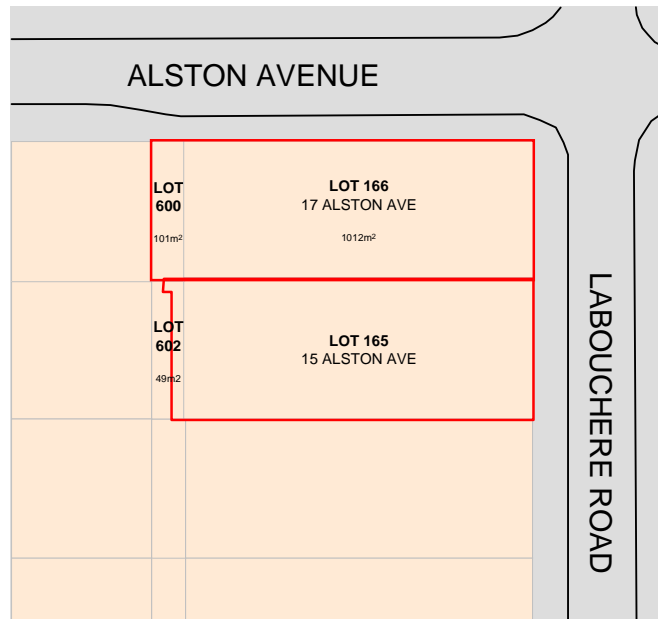 ALSTON AVENUE
LOT
600
101m²
LOT 166
17 ALSTON AVE
1012m²
LOT
602
49m2
LOT 165
15 ALSTON AVE
LABOUCHERE ROAD